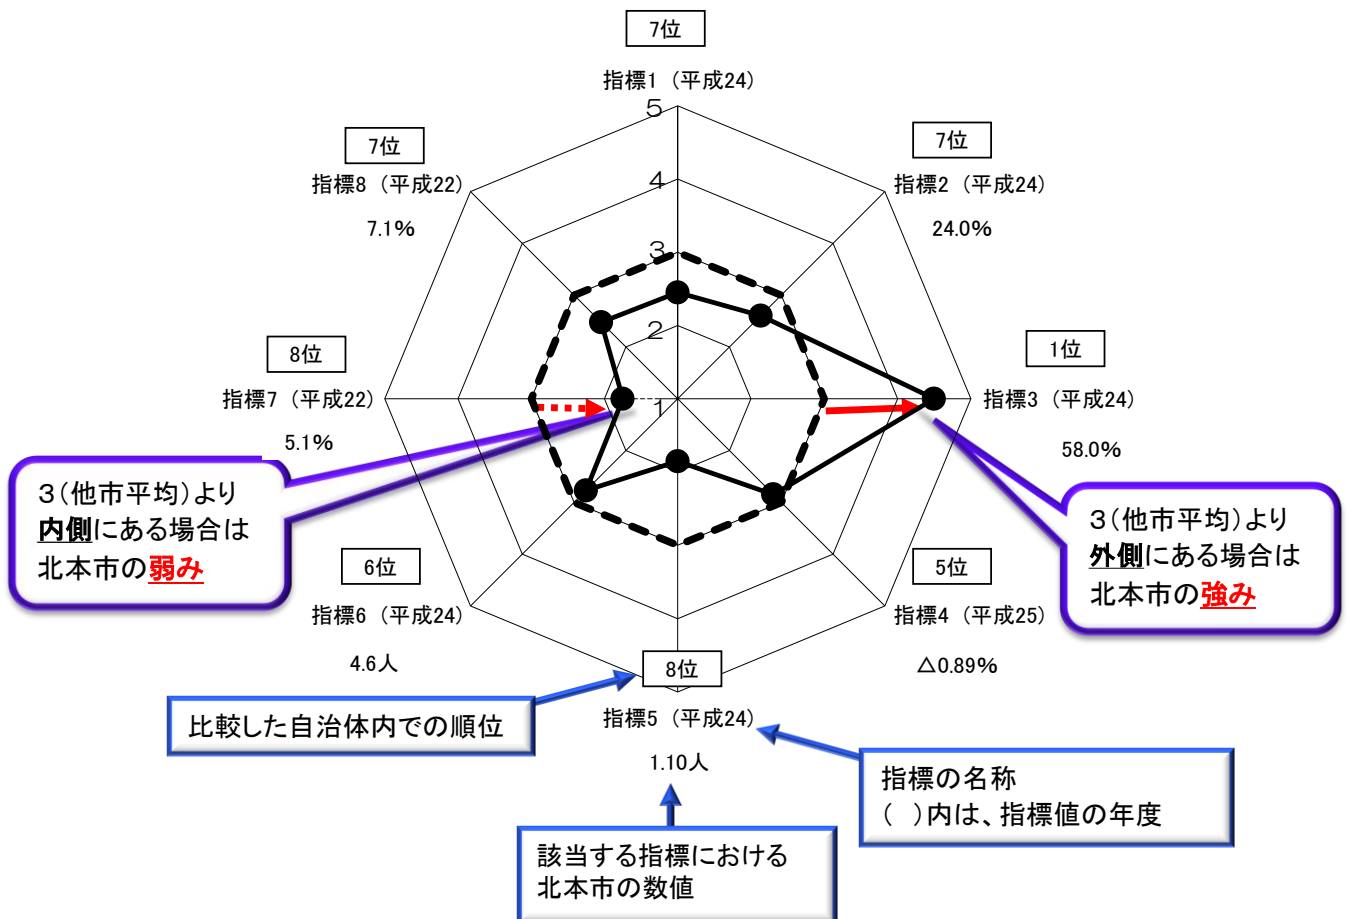 7位
指標1（平成24）
7位
指標8（平成22）
7.1%
7位
指標2（平成24）
24.0%
5
4
3
2
1
8位
指標7（平成22）
5.1%
1位
指標3（平成24）
58.0%
3（他市平均）より
内側にある場合は
北本市の弱み
3（他市平均）より
外側にある場合は
北本市の強み
6位
指標6（平成24）
4.6人
5位
指標4（平成25）
△0.89%
8位
指標5（平成24）
1.10人
比較した自治体内での順位
指標の名称
（　）内は、指標値の年度
該当する指標における
北本市の数値